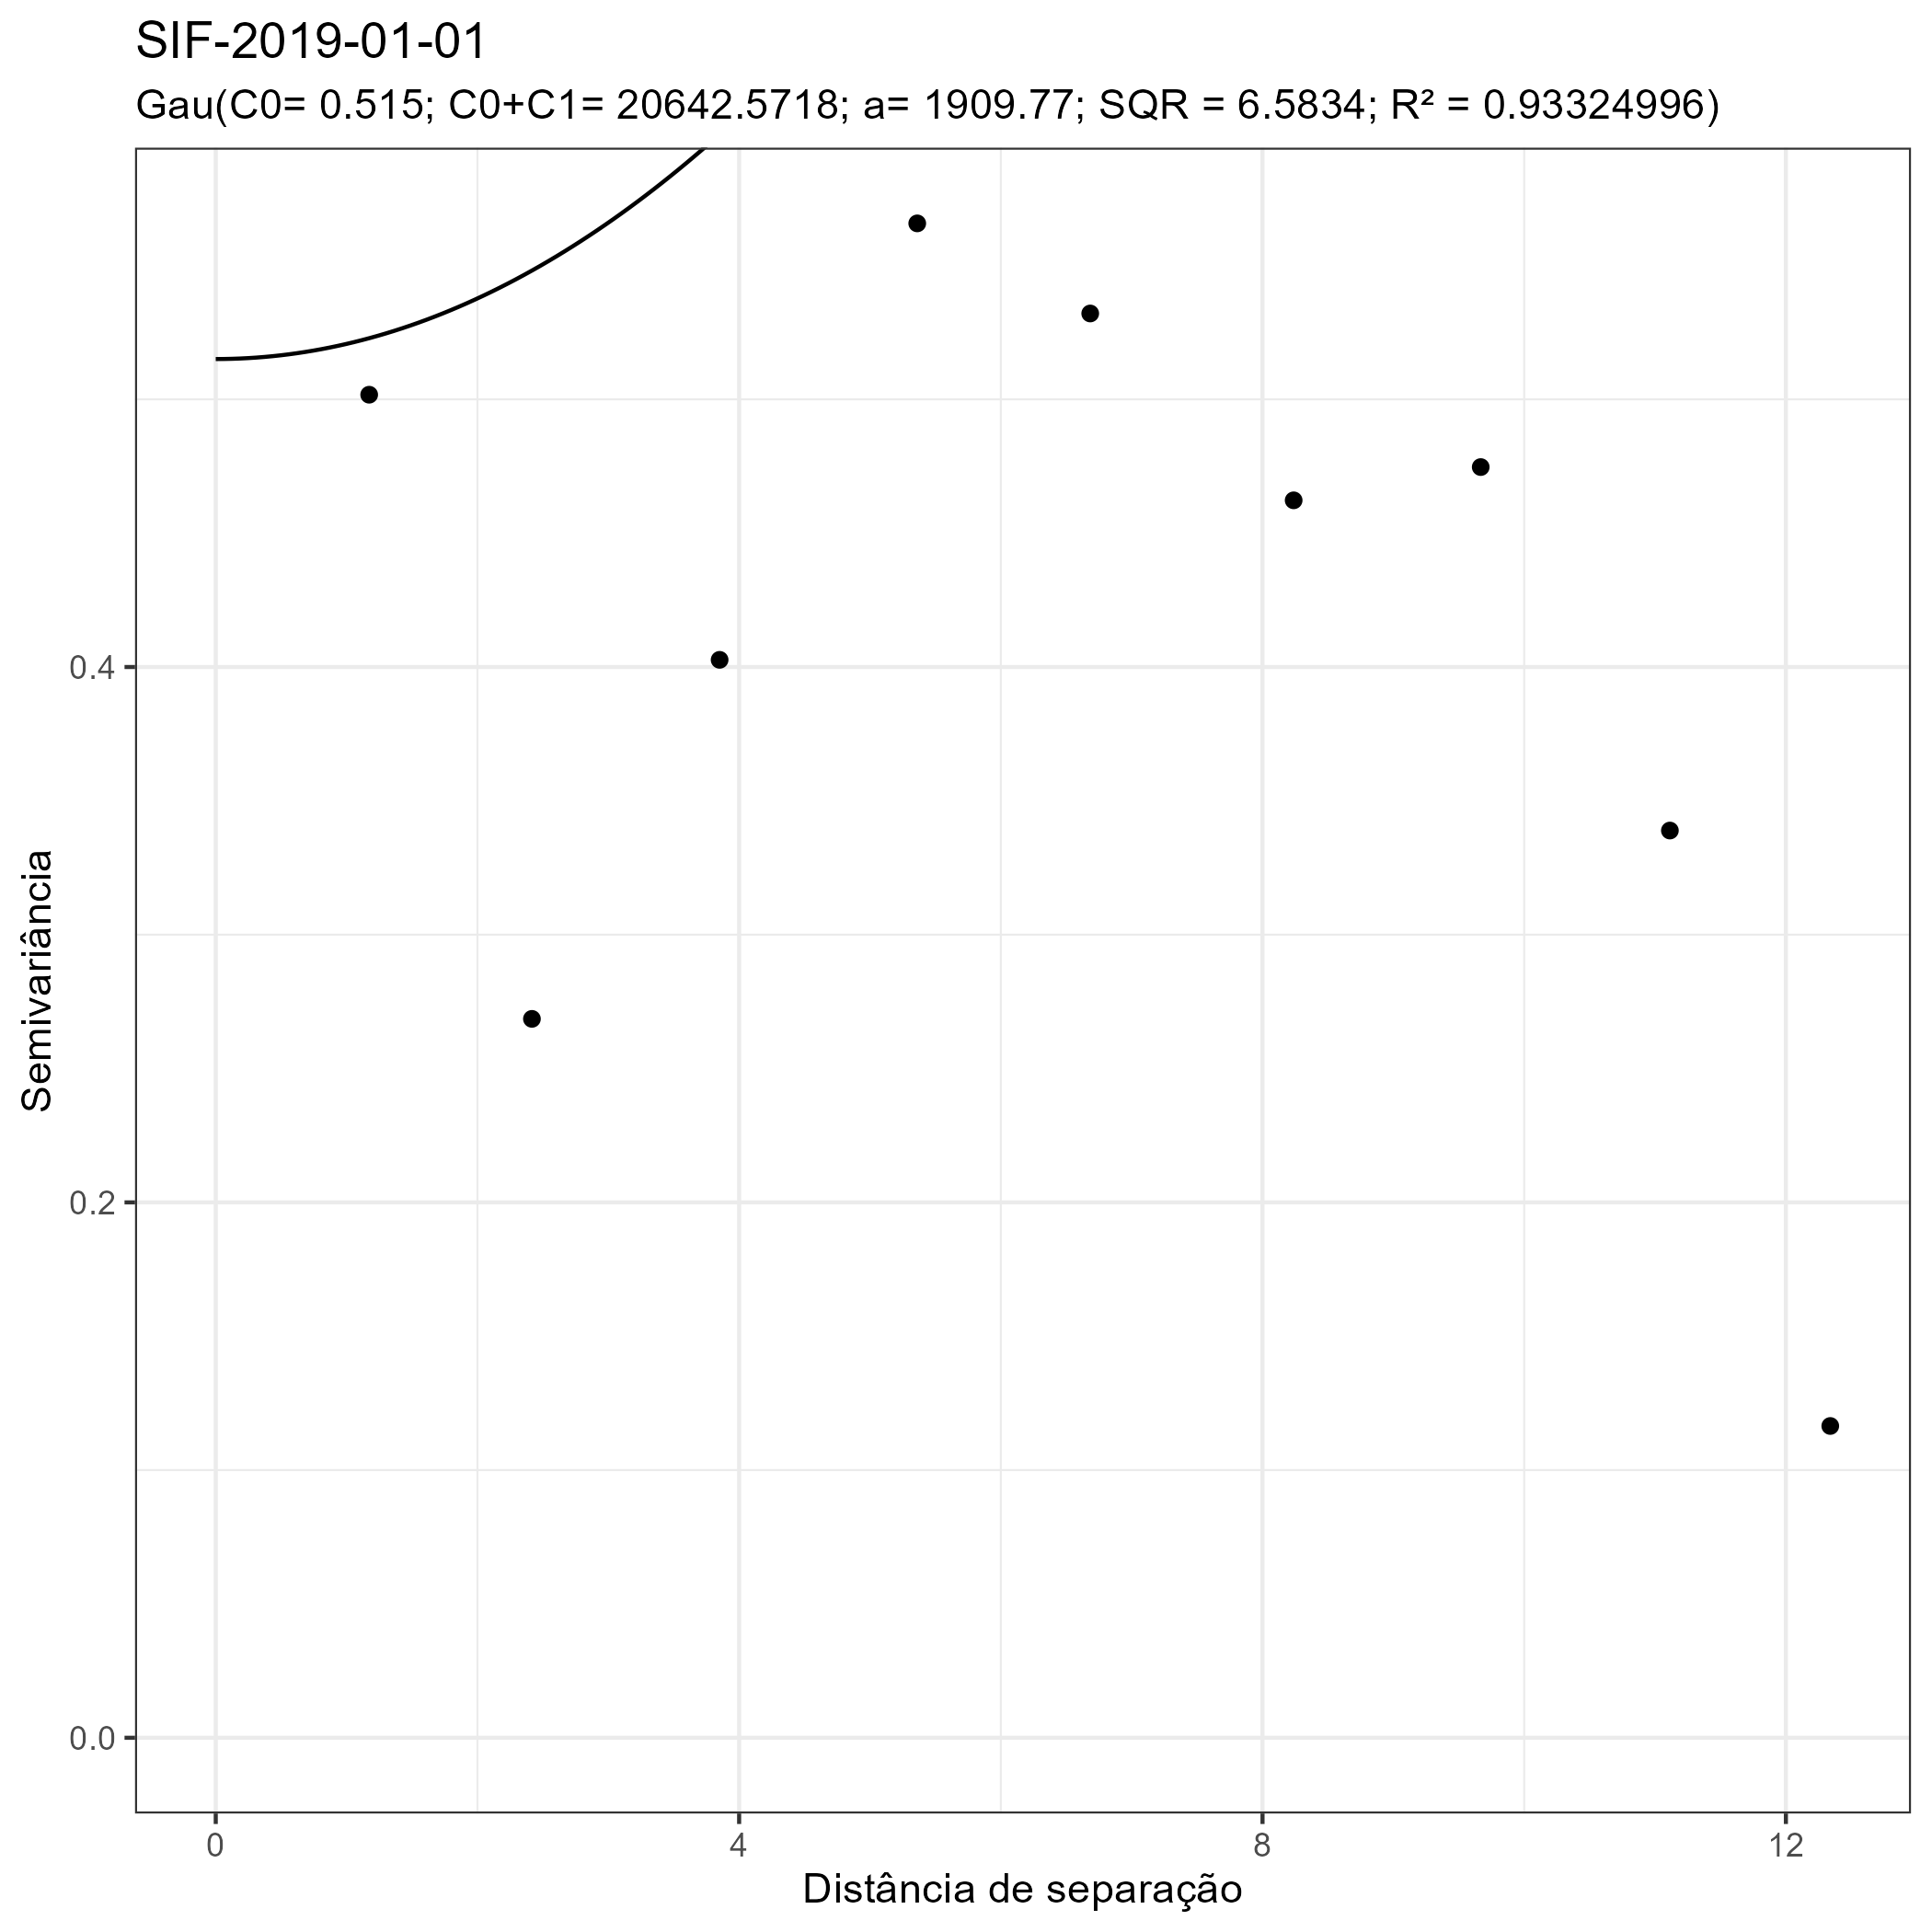 SIF-2019-01-01
Gau(C0= 0.515; C0+C1= 20642.5718; a= 1909.77; SQR = 6.5834; R² = 0.93324996)
Semivariância
0.4
0.2
0.0
0
4
8
12
Distância de separação